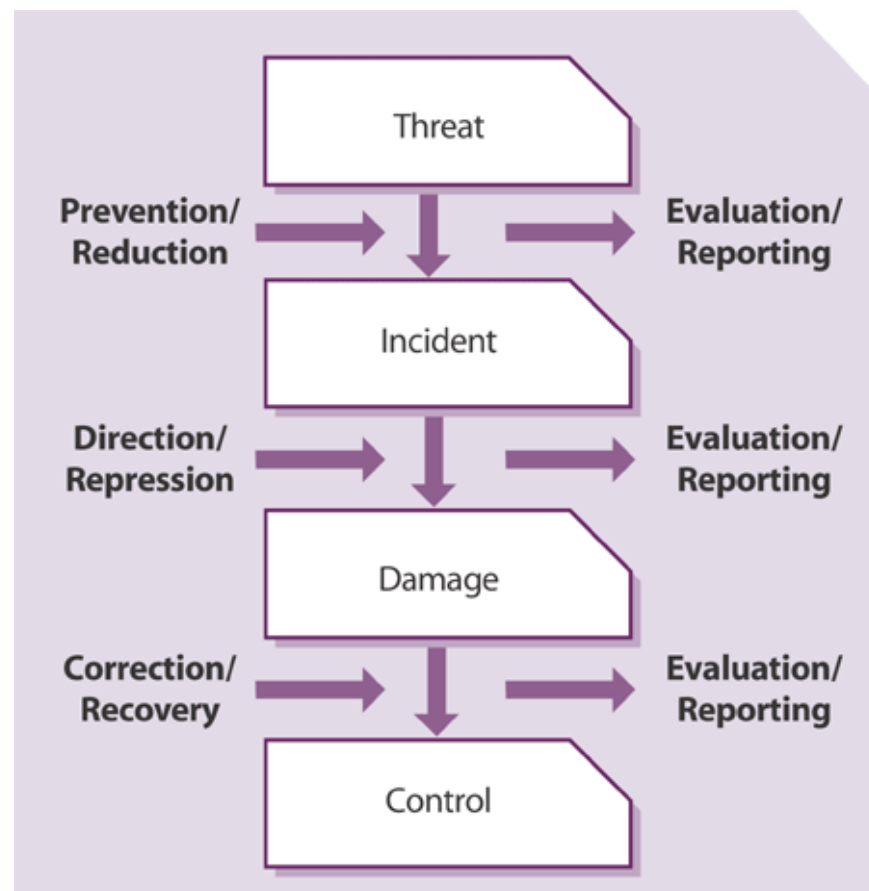 Threat
Prevention/
Reduction
Evaluation/
Reporting
Incident
Direction/
Repression
Evaluation/
Reporting
Damage
Correction/
Recovery
Evaluation/
Reporting
Control